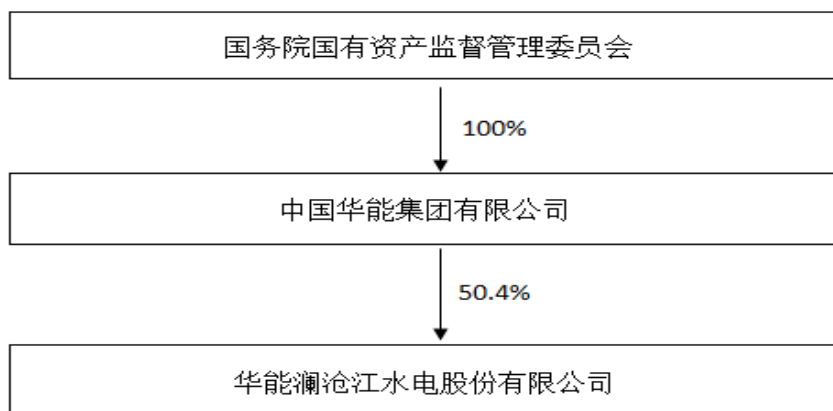 国务院国有资产监督管理委员会
100%
中国华能集团有限公司
50.4%
华能澜沧江水电股份有限公司